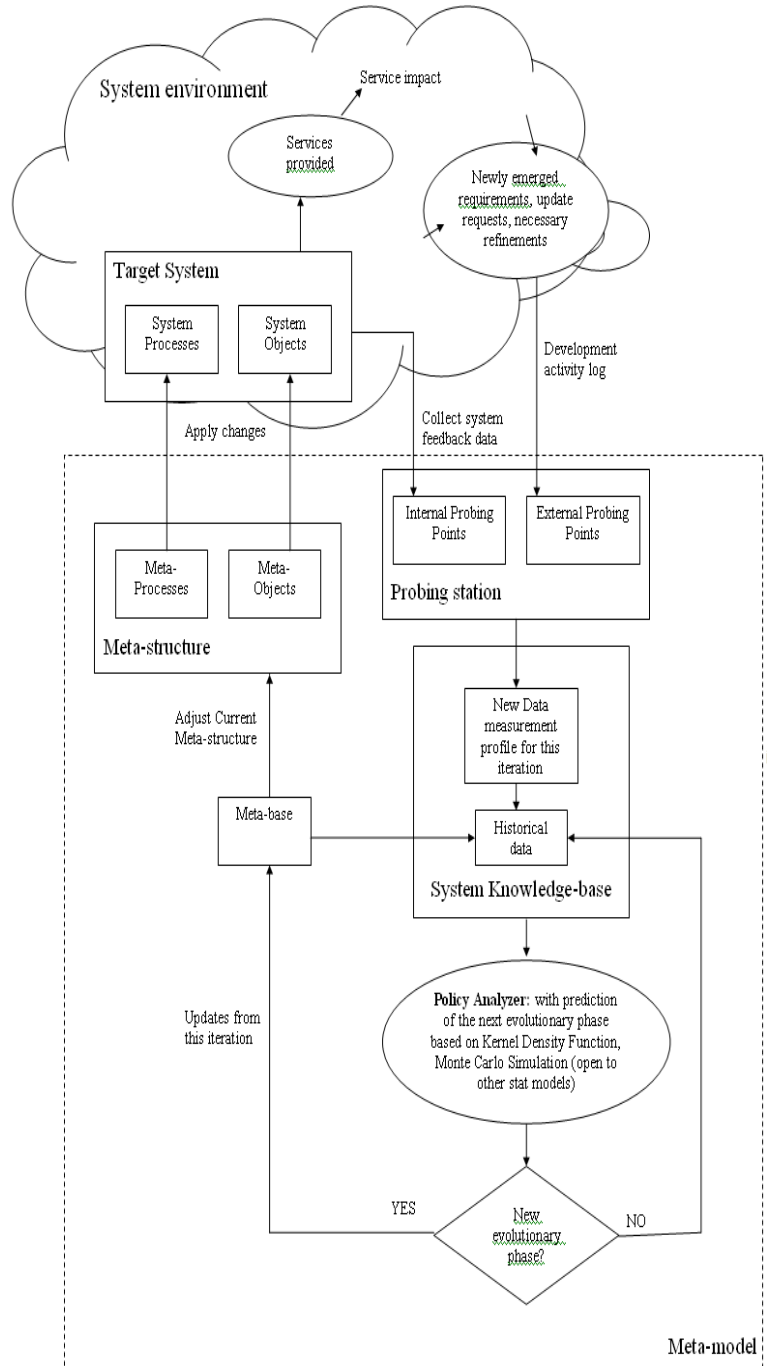 System environment
Service impact
Services
provided
Newly emerged
requirements, update
requests, necessary
refinements
Target System
System
Processes
System
Objects
Development
activity log
Apply changes
Collect system
feedback data
Internal Probing
Points
External Probing
Points
Probing station
Meta-
Processes
Meta-
Objects
Meta-structure
Adjust Current
Meta-structure
New Data
measurement
profile for this
iteration
Meta-base
Historical
data
System Knowledge-base
Policy Analyzer: with prediction
of the next evolutionary phase
based on Kernel Density Function,
Monte Carlo Simulation (open to
other stat models)
Updates from
this iteration
YES
NO
New
evolutionary
phase?
Meta-model